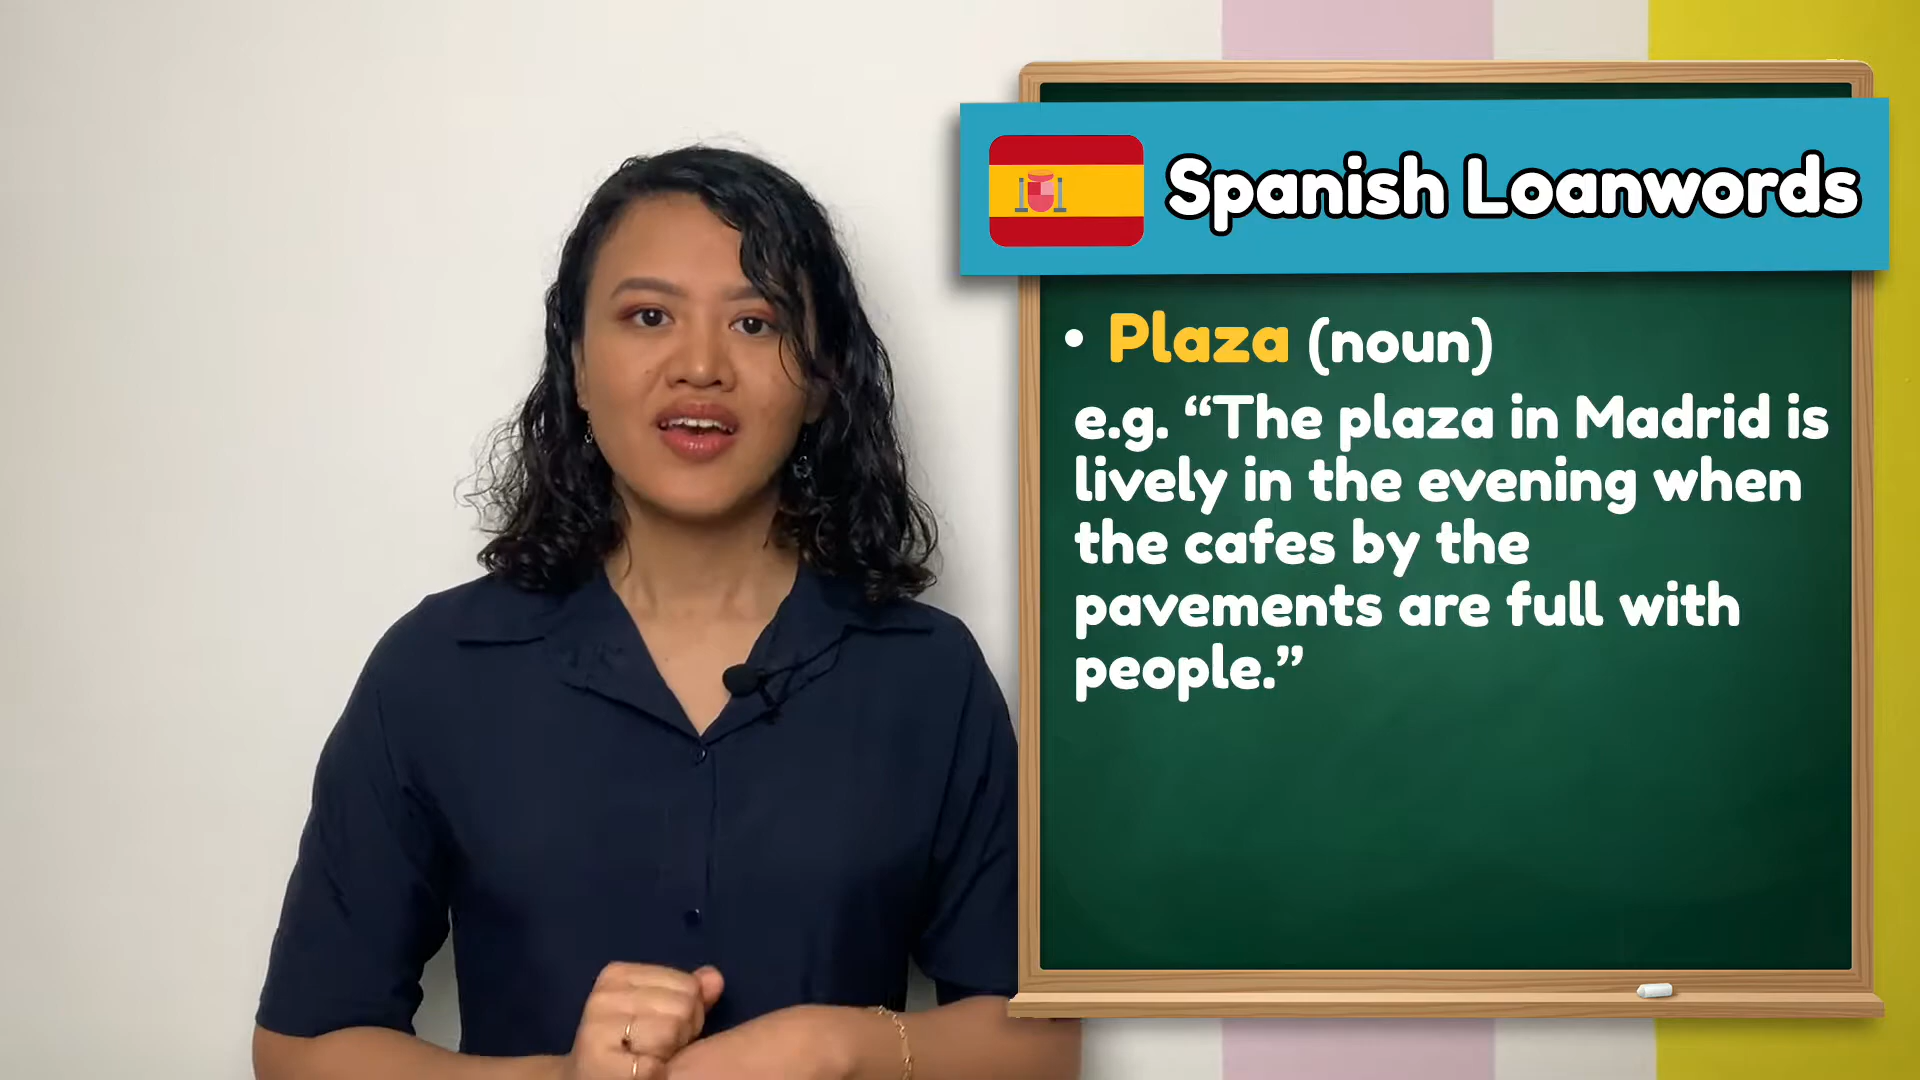 Spanish Loanwords
• Plaza (noun)
e.g. “The plaza in Madrid is
lively in the evening when
the cafes by the
pavements are full with
people.”